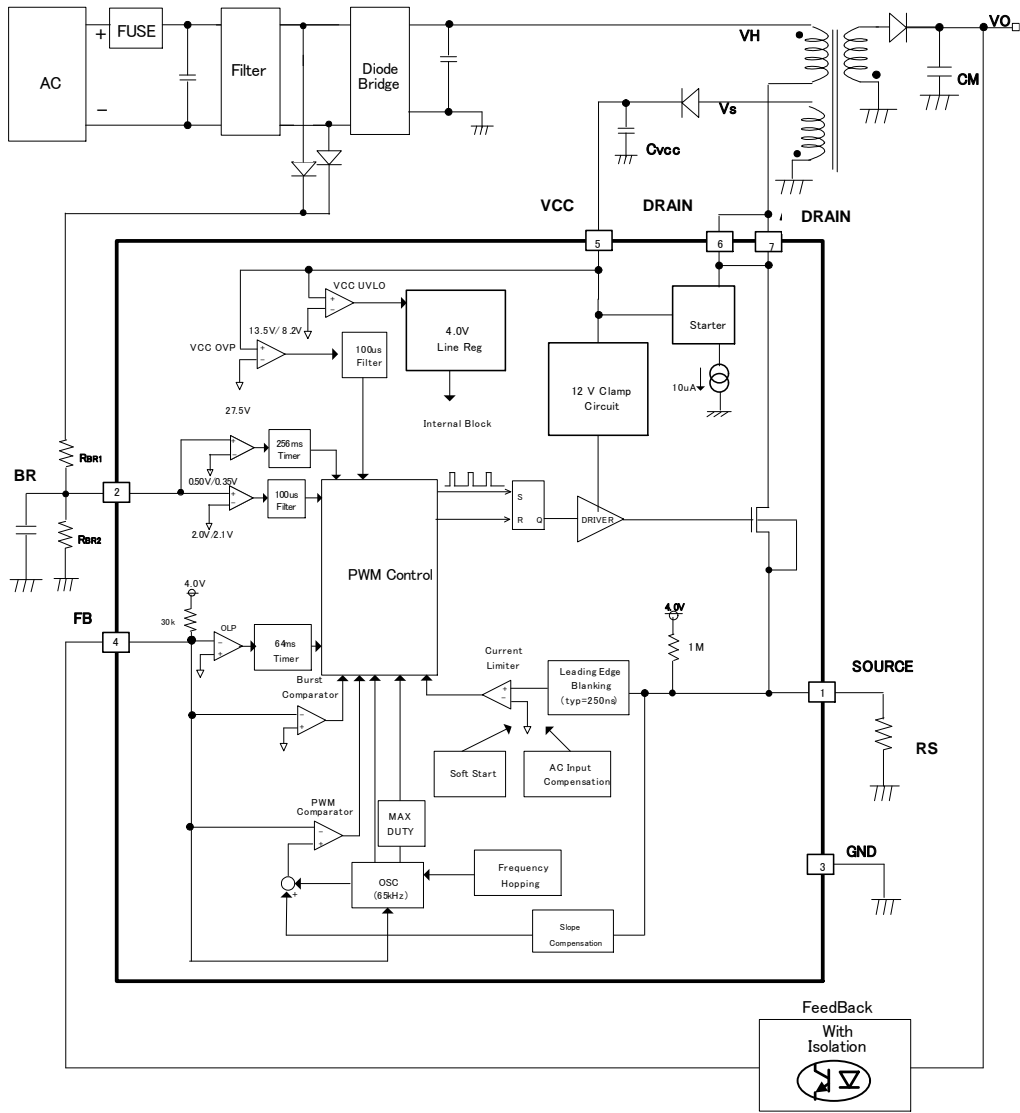 AC
+
−
FUSE
Filter
Diode
Bridge
VH
VO
CM
Vs
Cvcc
VCC
DRAIN
DRAIN
5
6
7
VCC UVLO
+
−
13.5V/ 8.2V
VCC OVP
+
−
27.5V
100us
Filter
4.0V
Line Reg
Internal Block
12 V Clamp
Circuit
Starter
10uA
RBR1
BR
2
RBR2
+
−
0.50V/0.35V
256ms
Timer
+
−
2.0V/2.1V
100us
Filter
PWM Control
S
R
Q
DRIVER
FB
4
4.0V
30k
OLP
−
+
64ms
Timer
Burst
Comparator
−
+
Current
Limiter
+
−
Leading Edge
Blanking
(typ=250ns)
4.0V
1M
SOURCE
1
RS
Soft Start
AC Input
Compensation
PWM
Comparator
−
+
MAX
DUTY
+
OSC
(65kHz)
Frequency
Hopping
Slope
Compensation
GND
3
FeedBack
With
Isolation